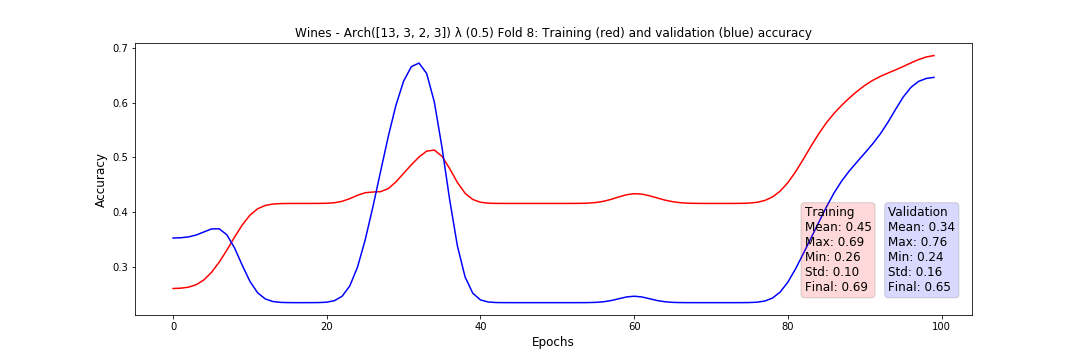 Wines - Arch([13, 3, 2, 3]) λ (0.5) Fold 8: Training (red) and validation (blue) accuracy
0.7
0.6
0.5
0.4
0.3
Accuracy
Training
Mean: 0.45
Max: 0.69
Min: 0.26
Std: 0.10
Final: 0.69
Validation
Mean: 0.34
Max: 0.76
Min: 0.24
Std: 0.16
Final: 0.65
0 20 40 60 80 100
Epochs